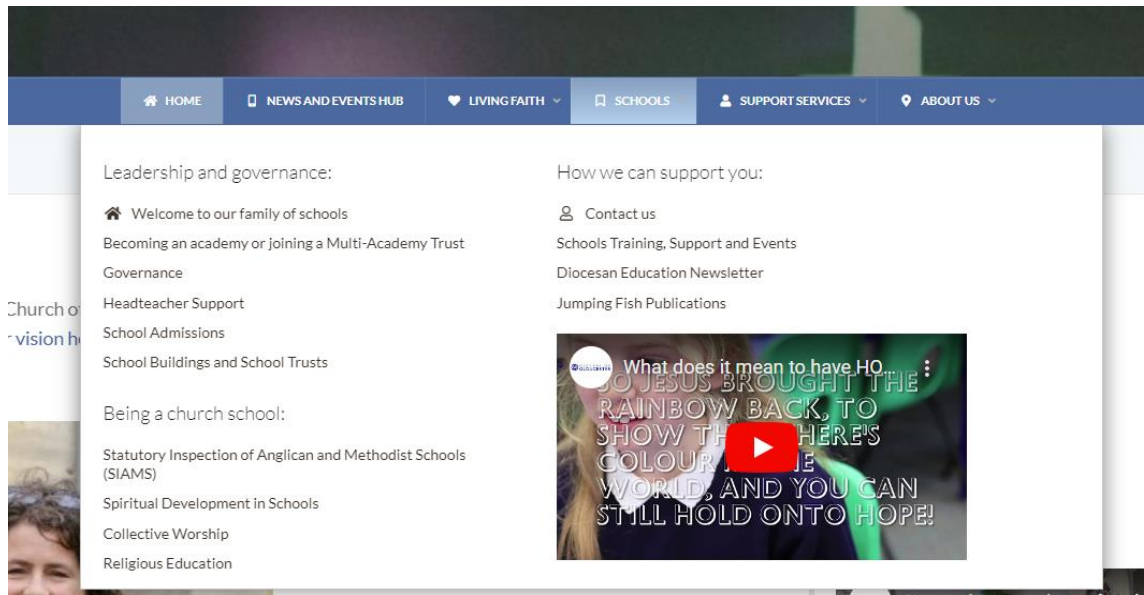 HOME NEWS AND EVENTS HUB LIVING FAITH SCHOOLS SUPPORT SERVICES ABOUT US
Leadership and governance:
Welcome to our family of schools
Becoming an academy or joining a Multi-Academy Trust
Governance
Headteacher Support
School Admissions
School Buildings and School Trusts
Being a church school:
Statutory Inspection of Anglican and Methodist Schools
(SIAMS)
Spiritual Development in Schools
Collective Worship
Religious Education
How we can support you:
Contact us
Schools Training, Support and Events
Diocesan Education Newsletter
Jumping Fish Publications
What does it mean to have HO...
SO JESUS BROUGHT THE
RAINBOW BACK, TO
SHOW
COLOUR
WORLD, AND YOU CAN
STILL HOLD ONTO HOPE!
Church
vision